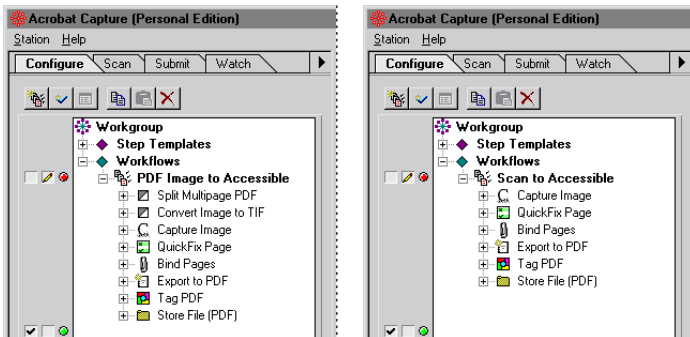 Acrobat Capture (Personal Edition)
Station Help
Configure Scan Submit Watch
Workgroup
Step Templates
Workflows
PDF Image to Accessible
Split Multipage PDF
Convert Image to TIF
Capture Image
QuickFix Page
Bind Pages
Export to PDF
Tag PDF
Store File (PDF)
Acrobat Capture (Personal Edition)
Station Help
Configure Scan Submit Watch
Workgroup
Step Templates
Workflows
Scan to Accessible
Capture Image
QuickFix Page
Bind Pages
Export to PDF
Tag PDF
Store File (PDF)